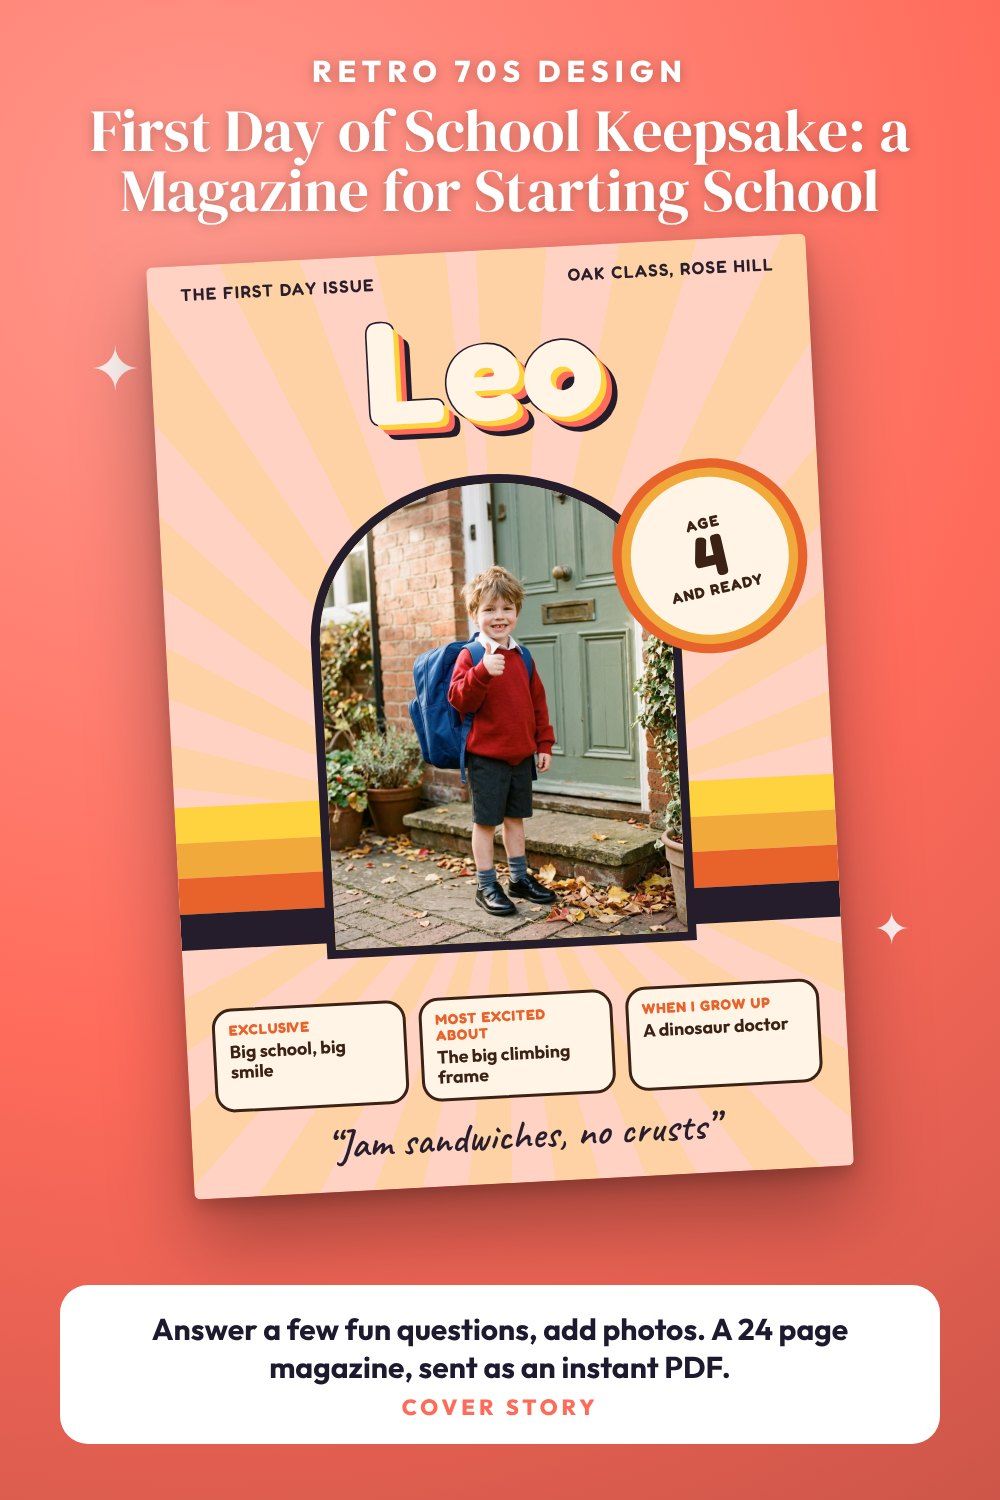 RETRO 70S DESIGN
First Day of School Keepsake: a
Magazine for Starting School
THE FIRST DAY ISSUE
OAK CLASS, ROSE HILL
Leo
AGE
4
AND READY
EXCLUSIVE
Big school, big
smile
MOST EXCITED
ABOUT
The big climbing
frame
WHEN I GROW UP
A dinosaur doctor
“Jam sandwiches, no crusts”
Answer a few fun questions, add photos. A 24 page
magazine, sent as an instant PDF.
COVER STORY